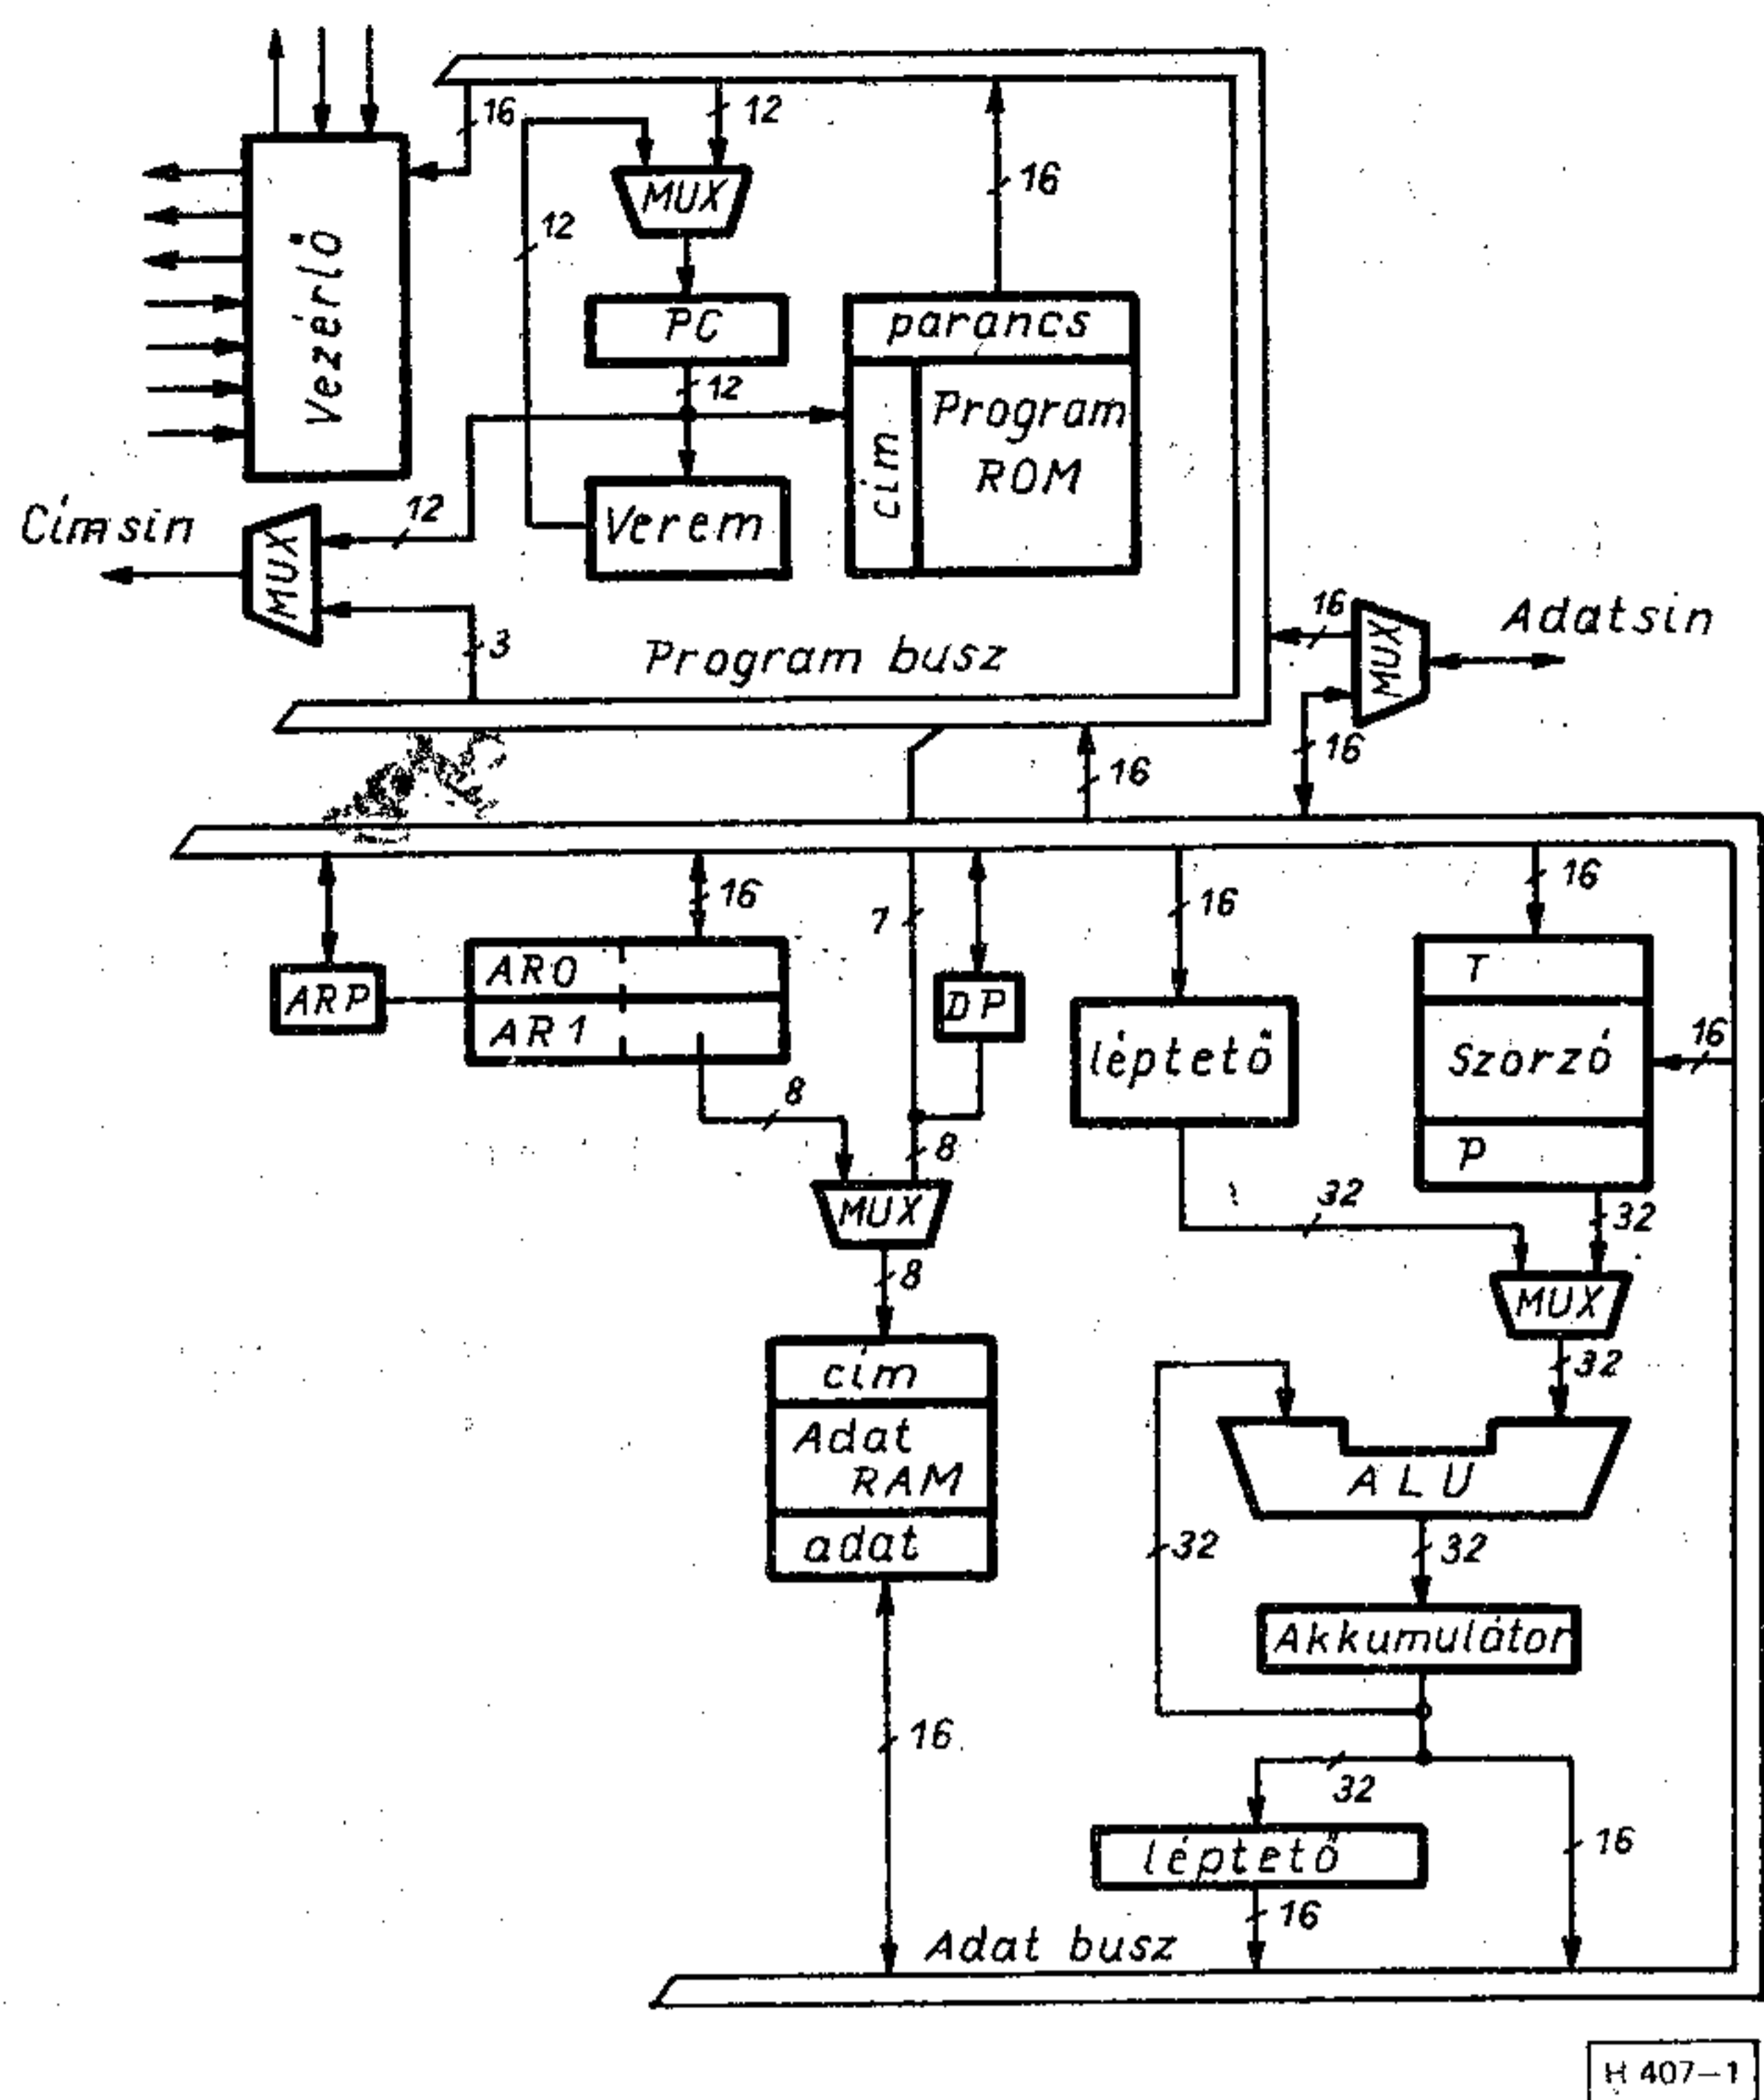 16
12
MUX
16
12
Vezérlő
PC
parancs
12
Program
ROM
cím
Címsin
12
MUX
Verem
3
Program busz
16
MUX
Adatsin
16
16
16
7
16
16
ARP
AR0
AR1
DP
T
léptető
Szorzó
16
P
8
8
MUX
32
32
8
MUX
32
cím
Adat
RAM
adat
ALU
32
32
Akkumulátor
16
32
léptető
16
16
Adat busz
H 407-1